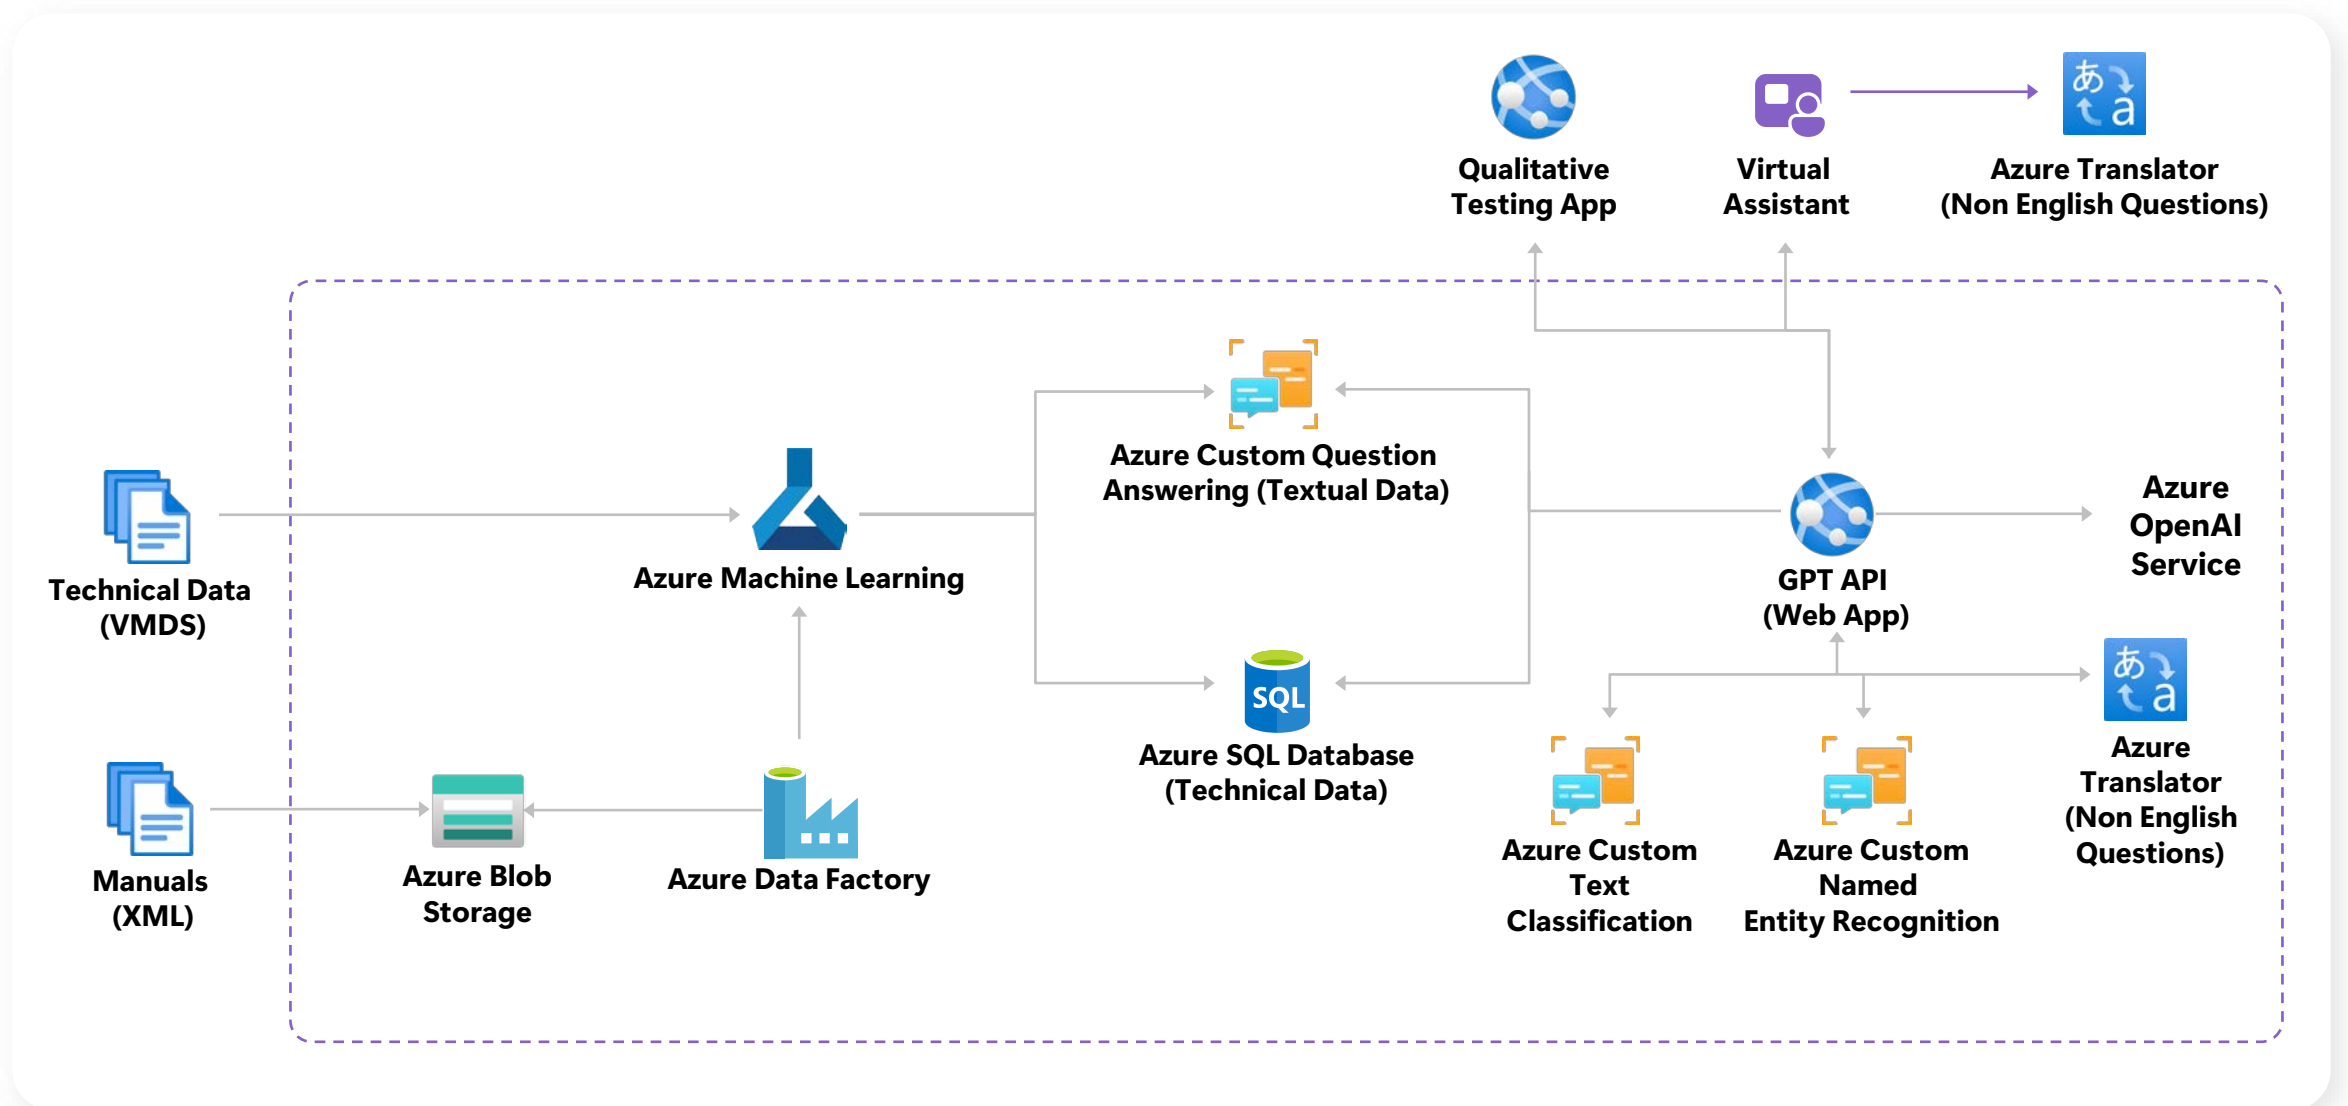 Qualitative
Testing App
Virtual
Assistant
あ
a
Azure Translator
(Non English Questions)
Azure Custom Question
Answering (Textual Data)
Technical Data
(VMDS)
Azure Machine Learning
GPT API
(Web App)
Azure
OpenAI
Service
SQL
Azure SQL Database
(Technical Data)
あ
a
Azure
Translator
(Non English
Questions)
Manuals
(XML)
Azure Blob
Storage
Azure Data Factory
Azure Custom
Text
Classification
Azure Custom
Named
Entity Recognition